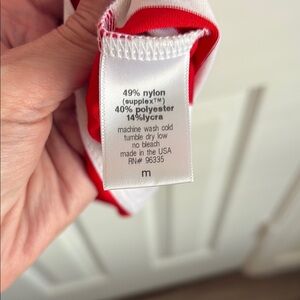 49% nylon
(supplex™)
40% polyester
14%lycra
machine wash cold
tumble dry low
no bleach
made in the USA
RN# 96335
m